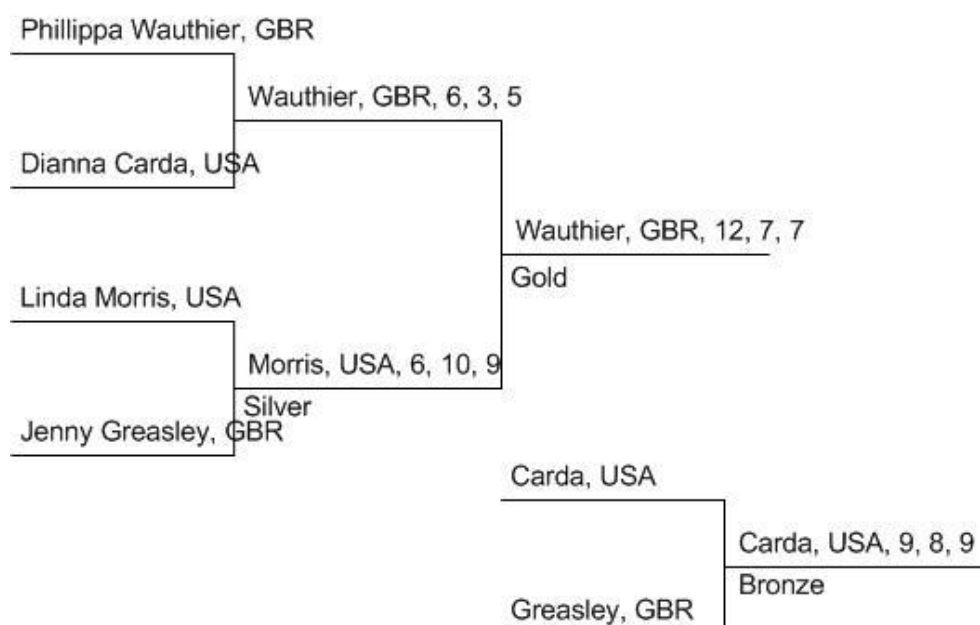 Phillippa Wauthier, GBR
Wauthier, GBR, 6, 3, 5
Dianna Carda, USA
Wauthier, GBR, 12, 7, 7
Gold
Linda Morris, USA
Morris, USA, 6, 10, 9
Silver
Jenny Greasley, GBR
Carda, USA
Carda, USA, 9, 8, 9
Bronze
Greasley, GBR